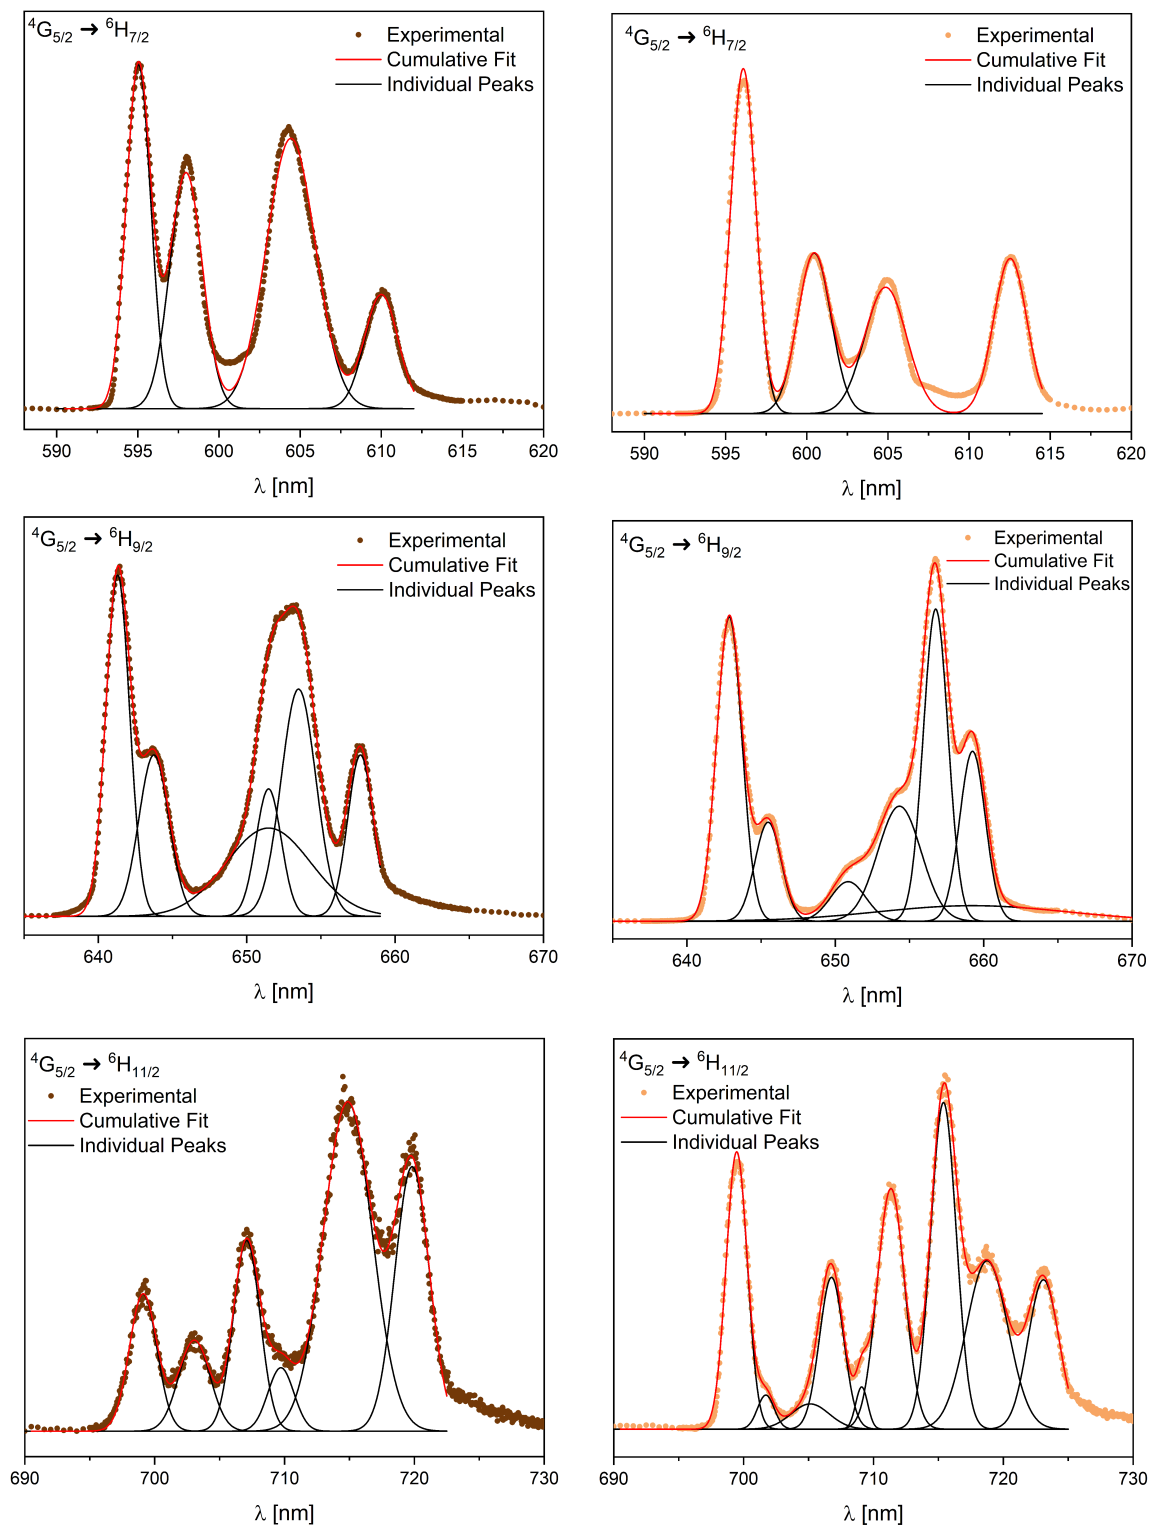 ⁴G₅/₂ → ⁶H₇/₂
Experimental
Cumulative Fit
Individual Peaks
590 595 600 605 610 615 620
λ [nm]
⁴G₅/₂ → ⁶H₇/₂
Experimental
Cumulative Fit
Individual Peaks
590 595 600 605 610 615 620
λ [nm]
⁴G₅/₂ → ⁶H₉/₂
Experimental
Cumulative Fit
Individual Peaks
640 650 660 670
λ [nm]
⁴G₅/₂ → ⁶H₉/₂
Experimental
Cumulative Fit
Individual Peaks
640 650 660 670
λ [nm]
⁴G₅/₂ → ⁶H₁₁/₂
Experimental
Cumulative Fit
Individual Peaks
690 700 710 720 730
λ [nm]
⁴G₅/₂ → ⁶H₁₁/₂
Experimental
Cumulative Fit
Individual Peaks
690 700 710 720 730
λ [nm]